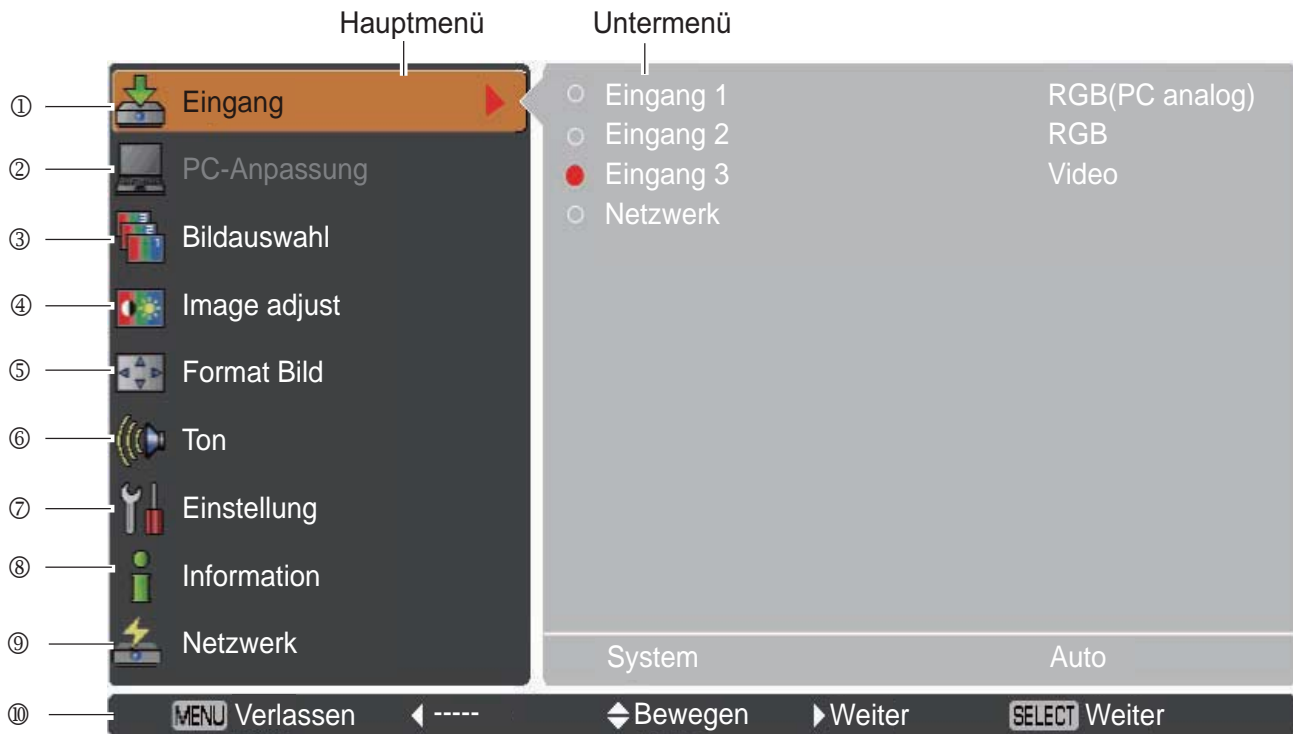 Hauptmenü Untermenü
① Eingang Eingang 1 RGB(PC analog)
Eingang 2 RGB
② PC-Anpassung Eingang 3 Video
Netzwerk
③ Bildauswahl
④ Image adjust
⑤ Format Bild
⑥ Ton
⑦ Einstellung
⑧ Information
⑨ Netzwerk System Auto
⑩ MENU Verlassen ----- Bewegen Weiter SELECT Weiter